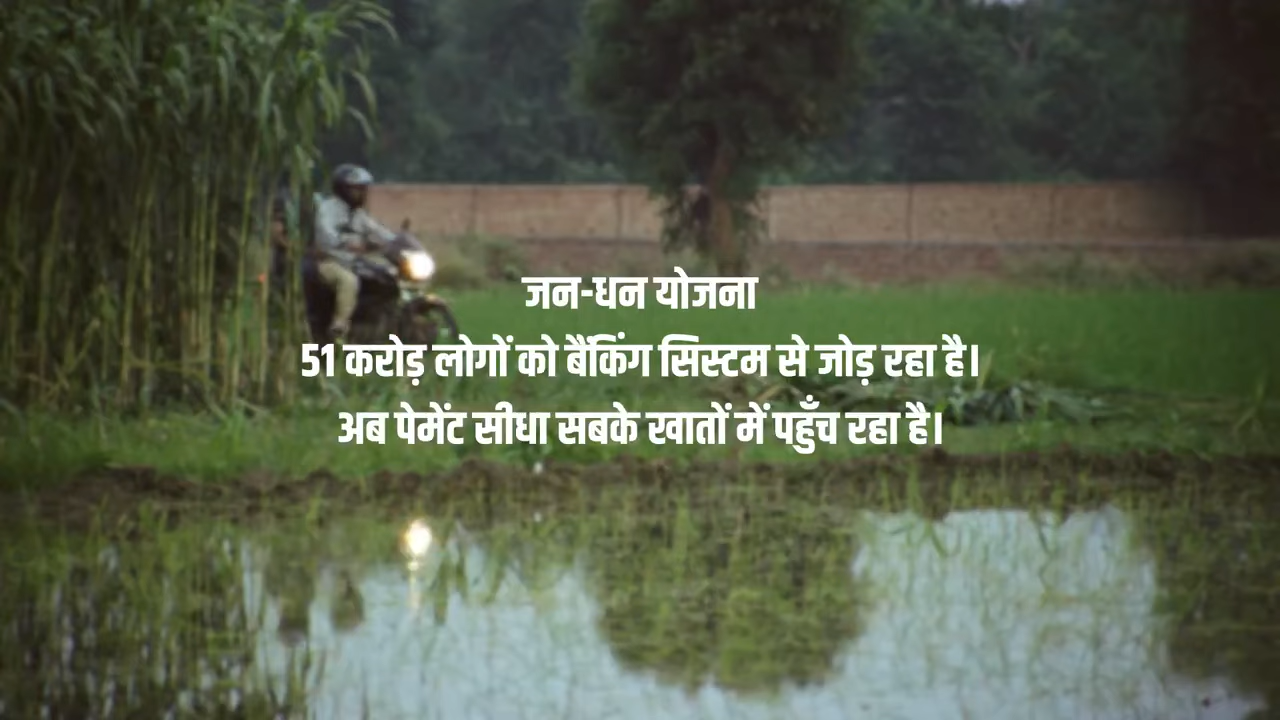 जन-धन योजना
51 करोड़ लोगों को बैंकिंग सिस्टम से जोड़ रहा है।
अब पेमेंट सीधा सबके खातों में पहुँच रहा है।